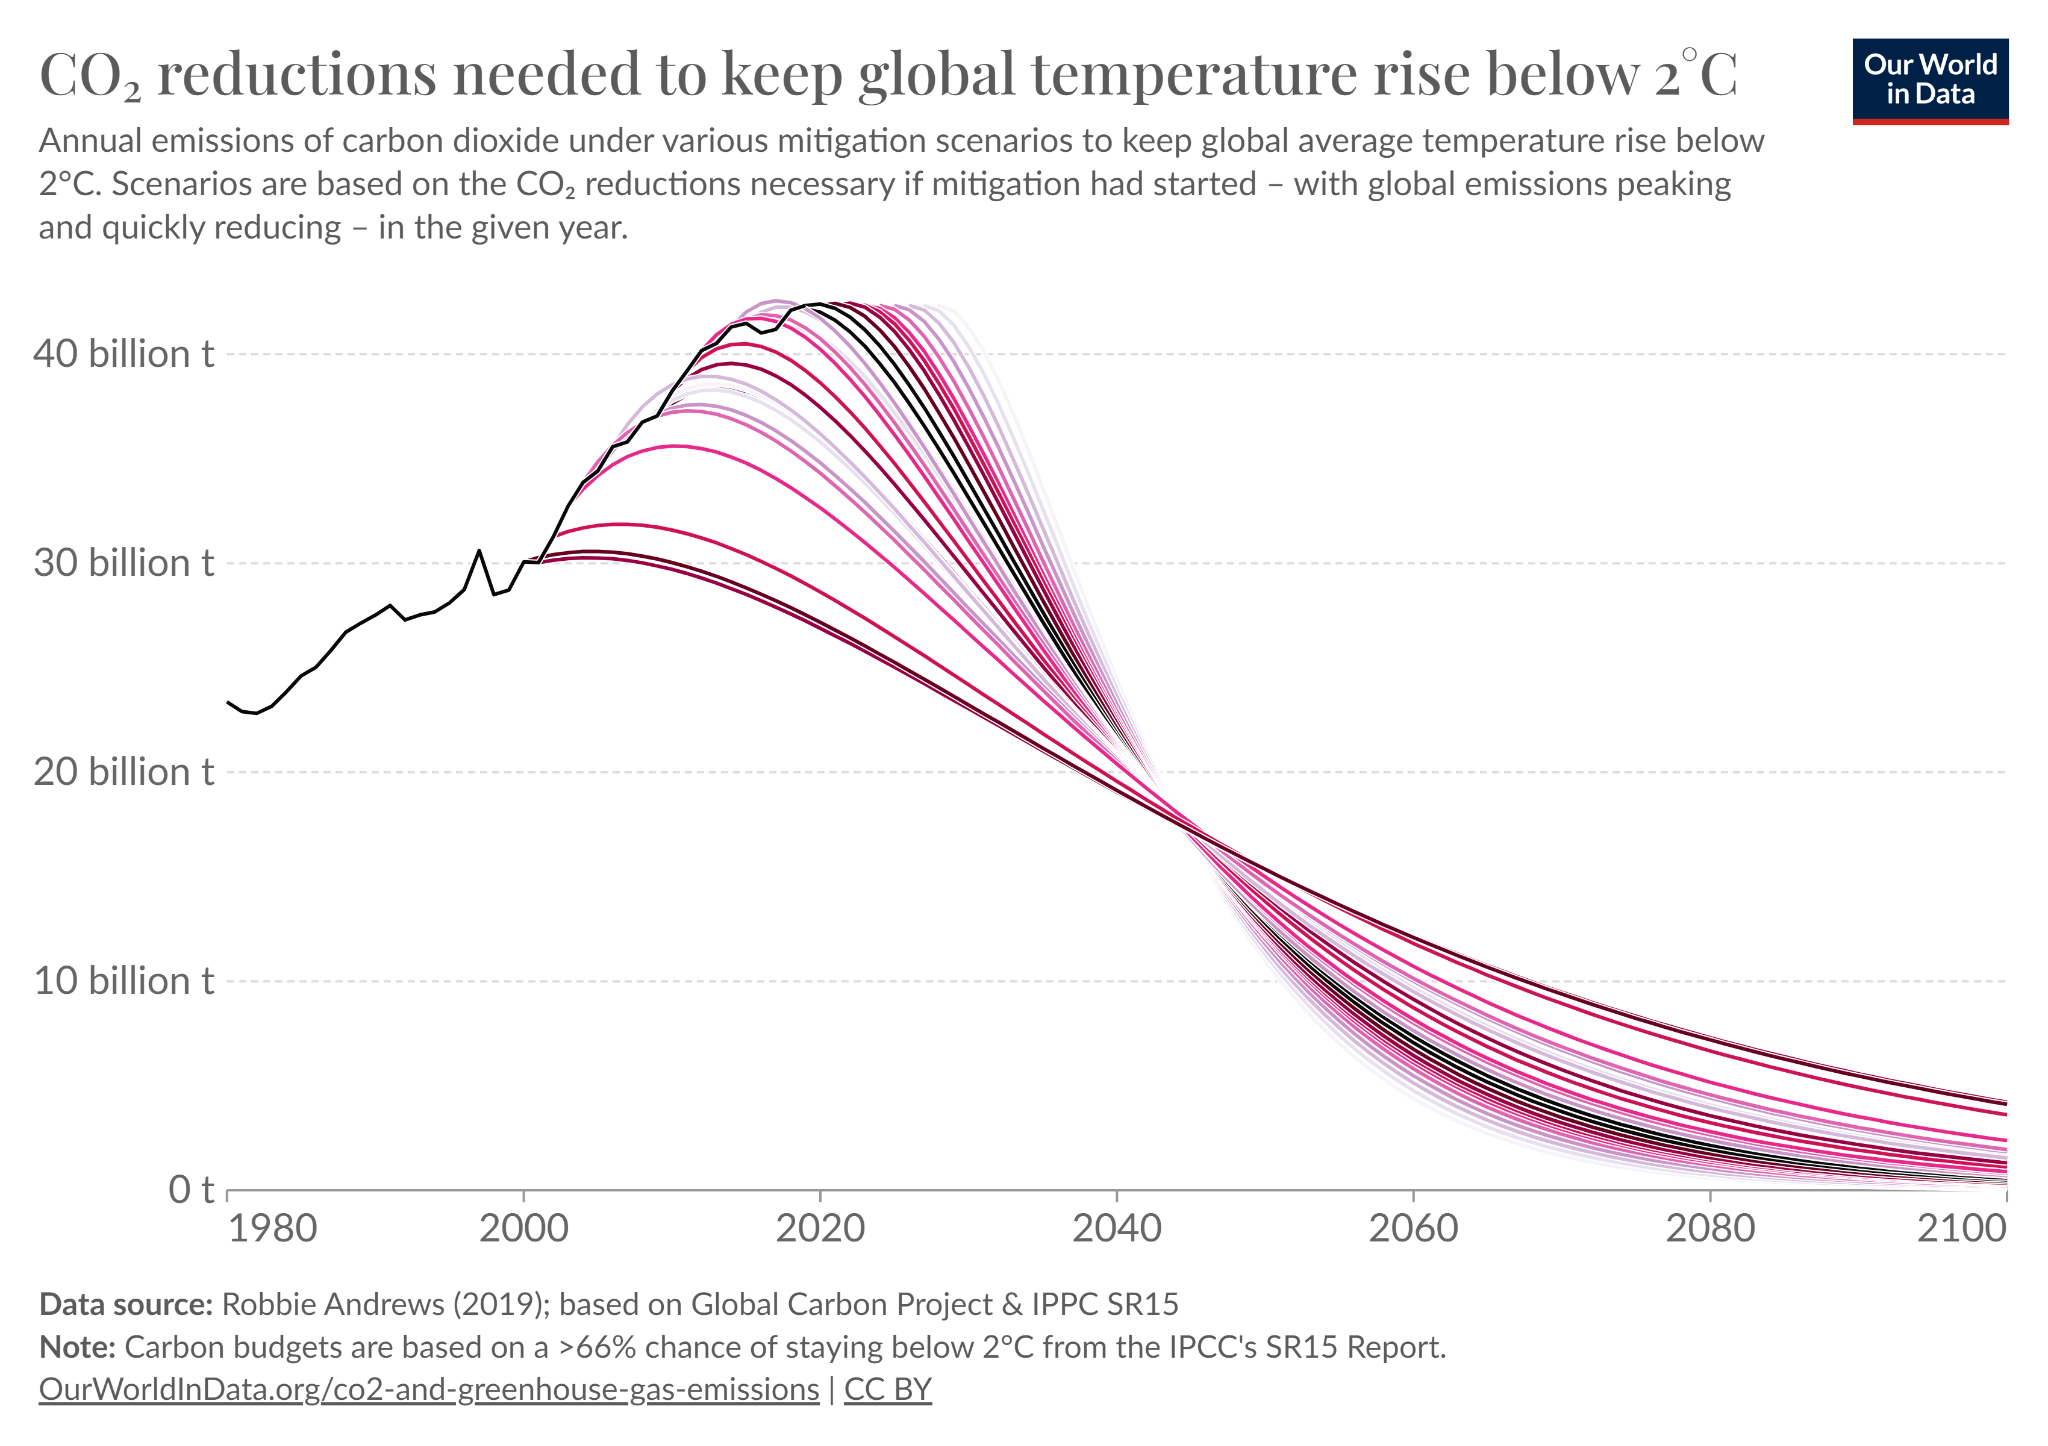 CO₂ reductions needed to keep global temperature rise below 2°C
Our World
in Data
Annual emissions of carbon dioxide under various mitigation scenarios to keep global average temperature rise below
2°C. Scenarios are based on the CO₂ reductions necessary if mitigation had started – with global emissions peaking
and quickly reducing – in the given year.
40 billion t
30 billion t
20 billion t
10 billion t
0 t
1980 2000 2020 2040 2060 2080 2100
Data source: Robbie Andrews (2019); based on Global Carbon Project & IPPC SR15
Note: Carbon budgets are based on a >66% chance of staying below 2°C from the IPCC's SR15 Report.
OurWorldInData.org/co2-and-greenhouse-gas-emissions | CC BY